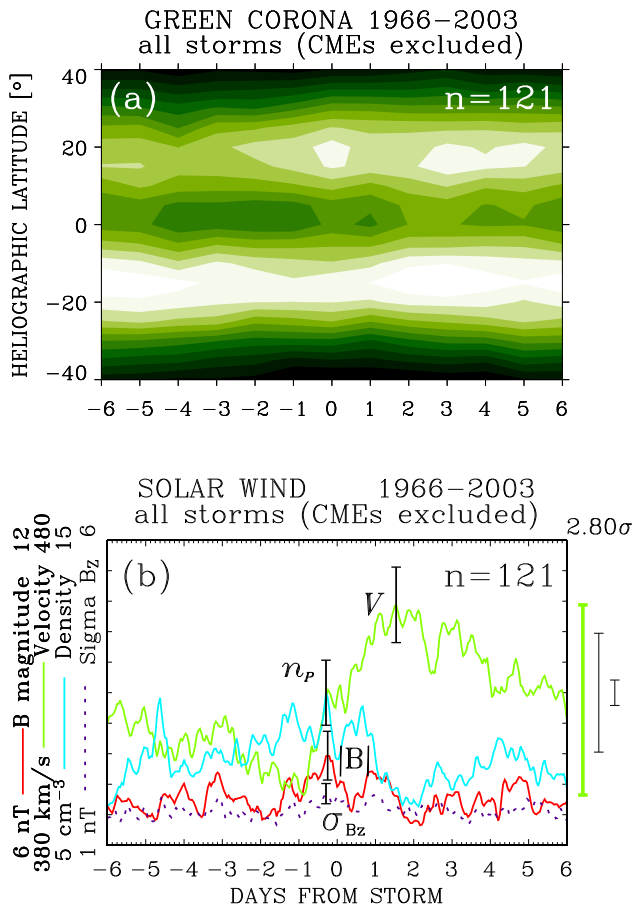 GREEN CORONA 1966−2003
all storms (CMEs excluded)
(a) n=121
HELIOGRAPHIC LATITUDE [°]
40
20
0
−20
−40
−6 −5 −4 −3 −2 −1 0 1 2 3 4 5 6
SOLAR WIND 1966−2003
all storms (CMEs excluded)
2.80σ
(b) n=121
6 nT B magnitude 12
380 km/s Velocity 480
5 cm⁻³ Density 15
1 nT Sigma Bz 6
V
n_P
|B|
σ_Bz
−6 −5 −4 −3 −2 −1 0 1 2 3 4 5 6
DAYS FROM STORM